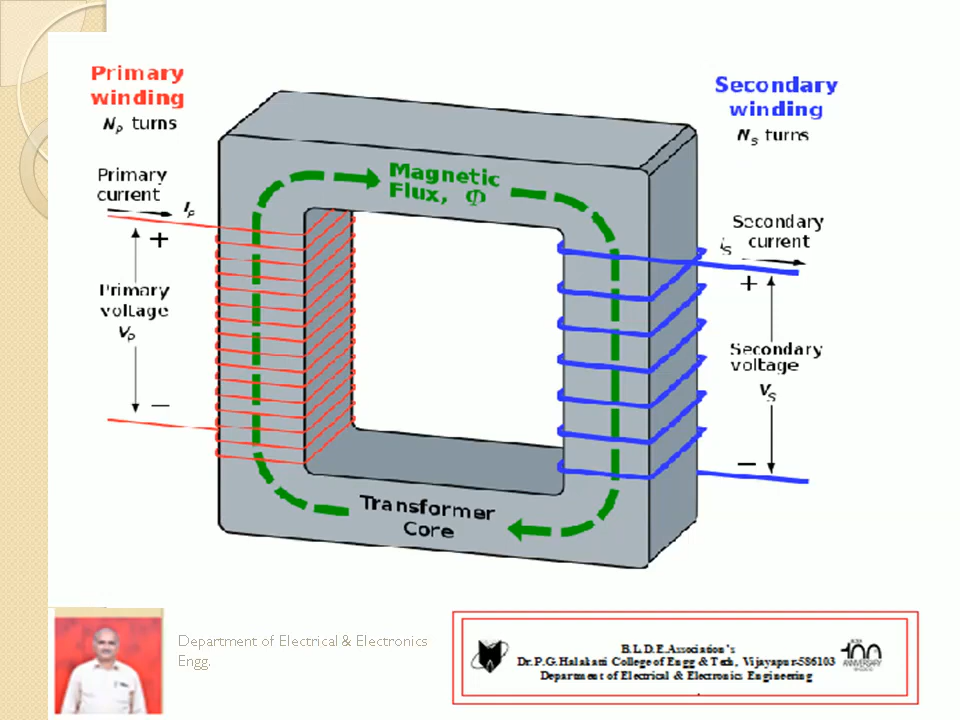 Primary
winding
NP turns
Primary
current
IP
+
Primary
voltage
VP
–
Magnetic
Flux, Φ
Transformer
Core
Secondary
winding
NS turns
Secondary
current
iS
+
Secondary
voltage
VS
–
Department of Electrical & Electronics
Engg.
B.L.D.E.Association's
Dr.P.G.Halakatti College of Engg & Tech, Vijayapur-586103
Department of Electrical & Electronics Engineering
100
ANNIVERSARY